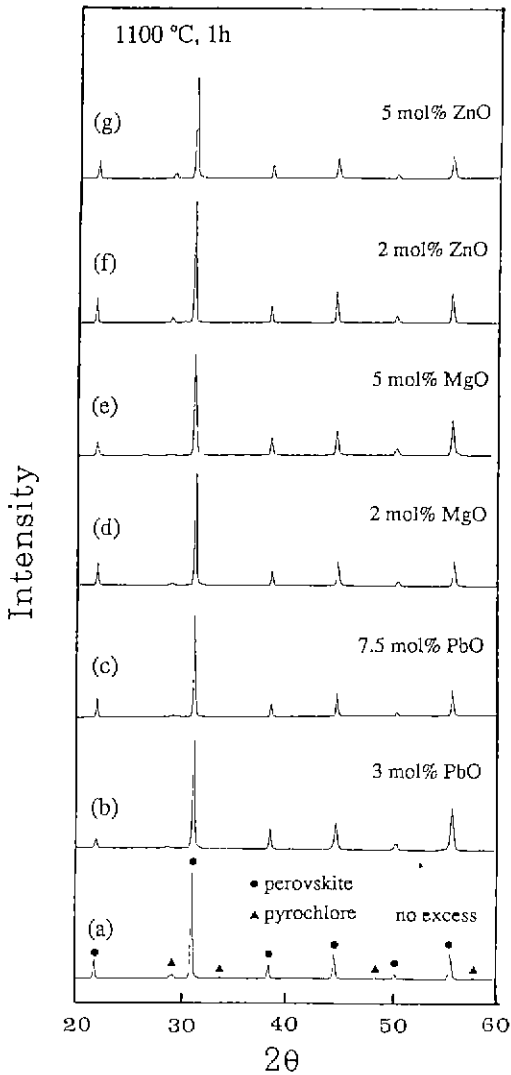 1100 °C, 1h
(g)
5 mol% ZnO
(f)
2 mol% ZnO
(e)
5 mol% MgO
(d)
2 mol% MgO
(c)
7.5 mol% PbO
(b)
3 mol% PbO
● perovskite
▲ pyrochlore
no excess
(a)
20 30 40 50 60
2θ
Intensity